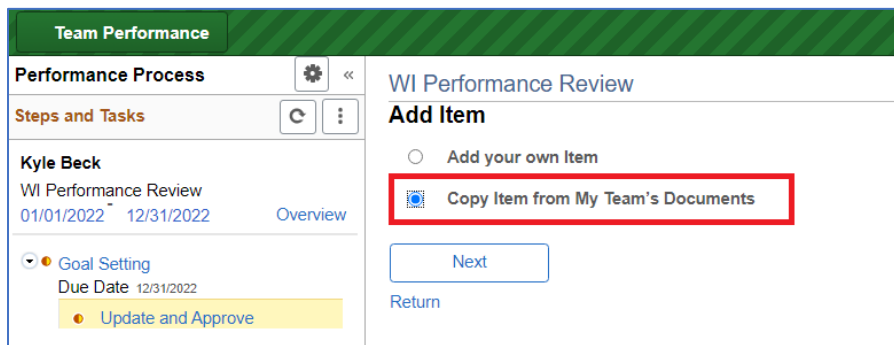 Team Performance
Performance Process «
Steps and Tasks
Kyle Beck
WI Performance Review
01/01/2022 - 12/31/2022 Overview
Goal Setting
Due Date 12/31/2022
Update and Approve
WI Performance Review
Add Item
Add your own Item
Copy Item from My Team's Documents
Next
Return